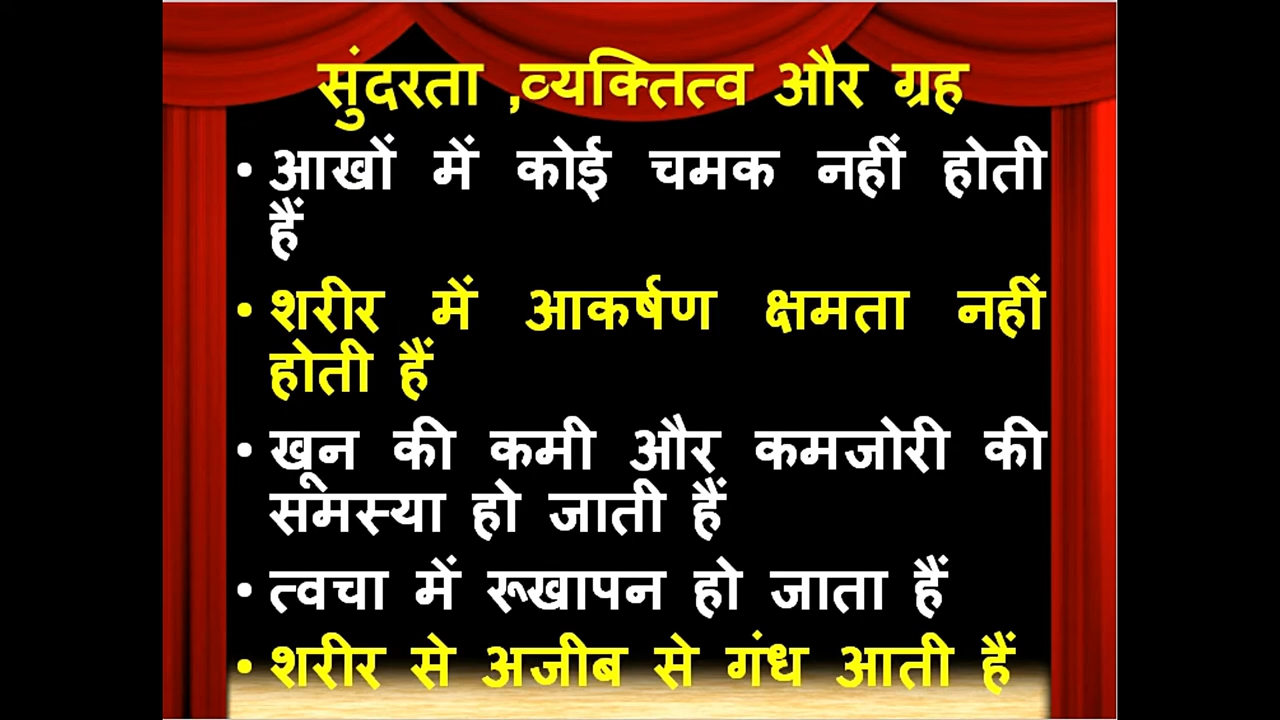 सुंदरता ,व्यक्तित्व और ग्रह
• आखों में कोई चमक नहीं होती
हैं
• शरीर में आकर्षण क्षमता नहीं
होती हैं
• खून की कमी और कमजोरी की
समस्या हो जाती हैं
• त्वचा में रूखापन हो जाता हैं
• शरीर से अजीब से गंध आती हैं